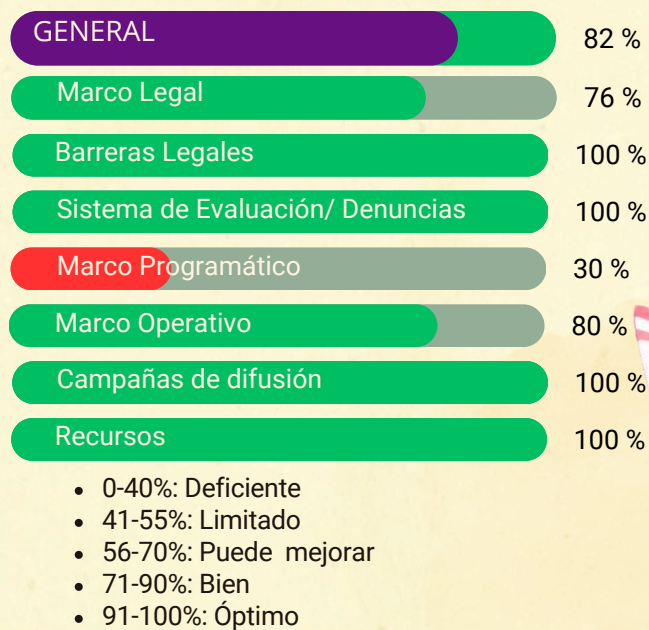 GENERAL 82 %
Marco Legal 76 %
Barreras Legales 100 %
Sistema de Evaluación/ Denuncias 100 %
Marco Programático 30 %
Marco Operativo 80 %
Campañas de difusión 100 %
Recursos 100 %
• 0-40%: Deficiente
• 41-55%: Limitado
• 56-70%: Puede mejorar
• 71-90%: Bien
• 91-100%: Óptimo